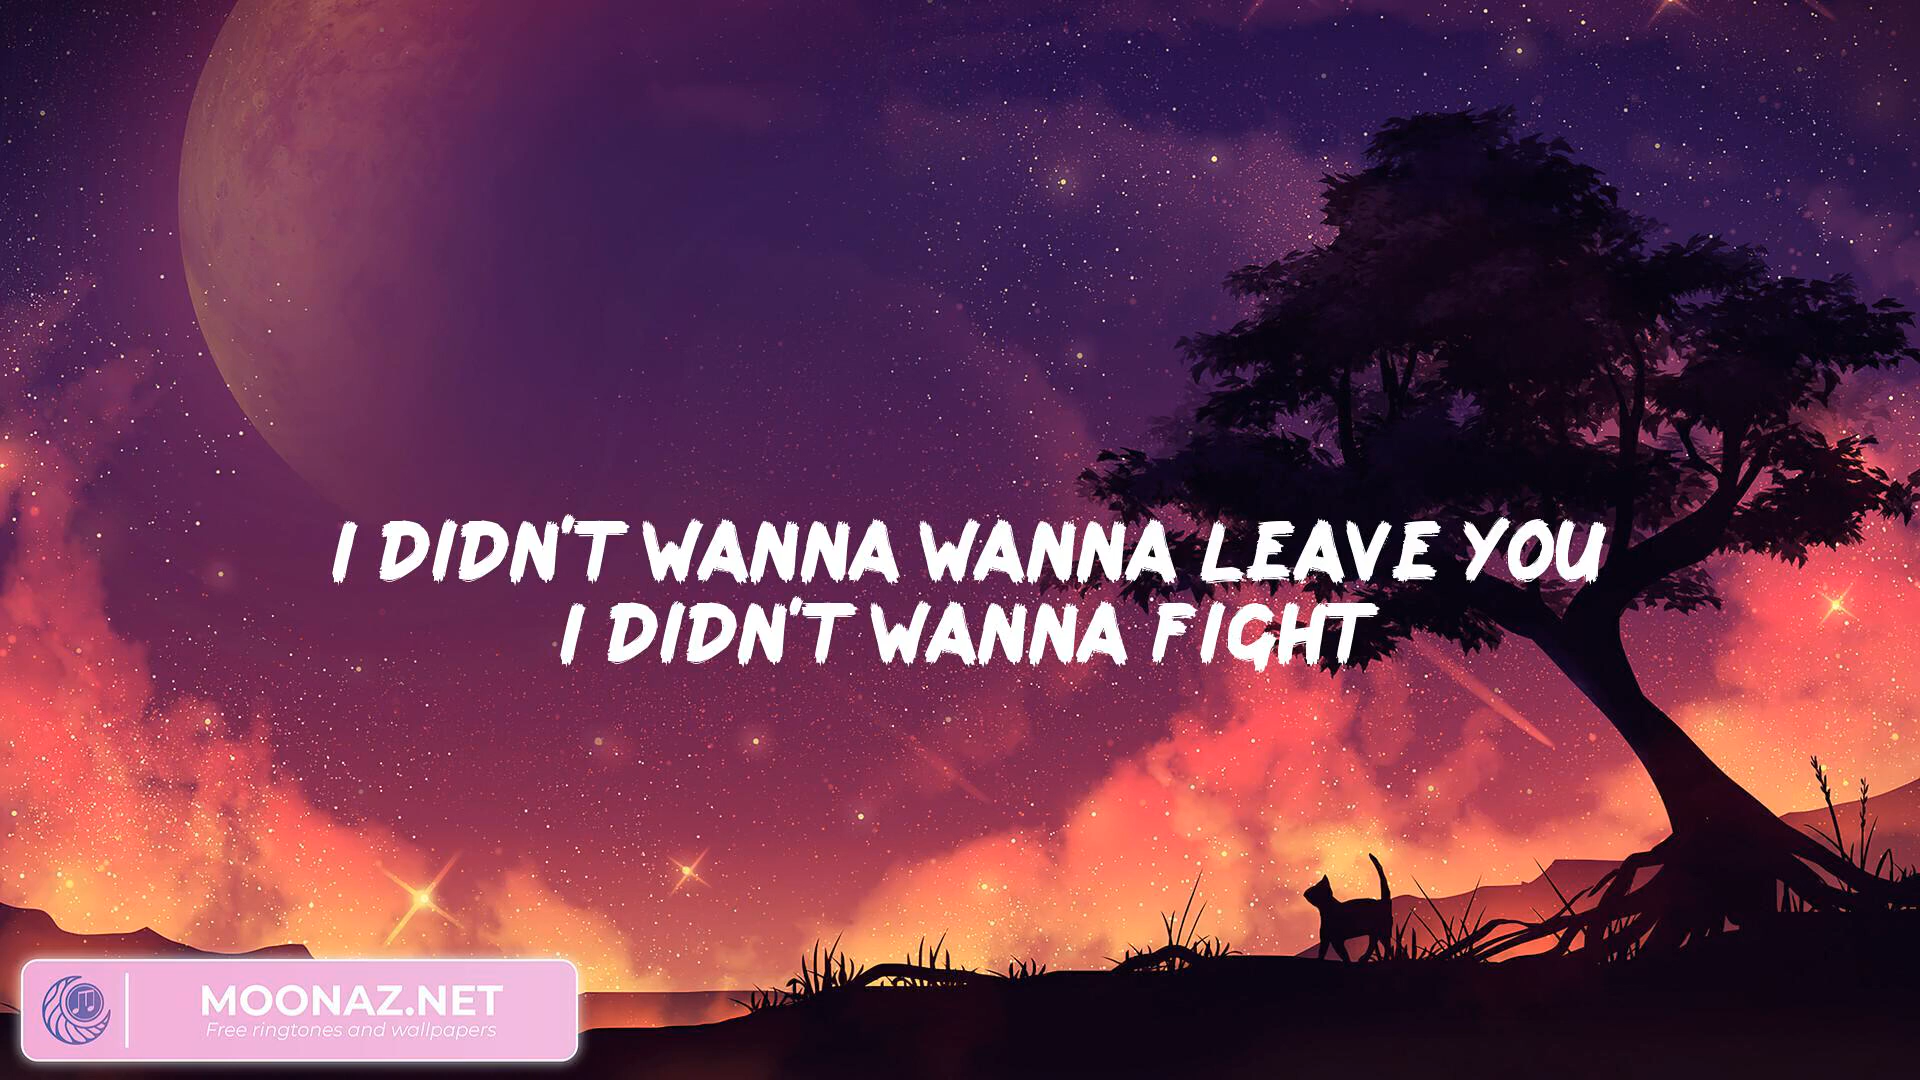 I DIDN'T WANNA WANNA LEAVE YOU
I DIDN'T WANNA FIGHT
MOONAZ.NET
Free ringtones and wallpapers